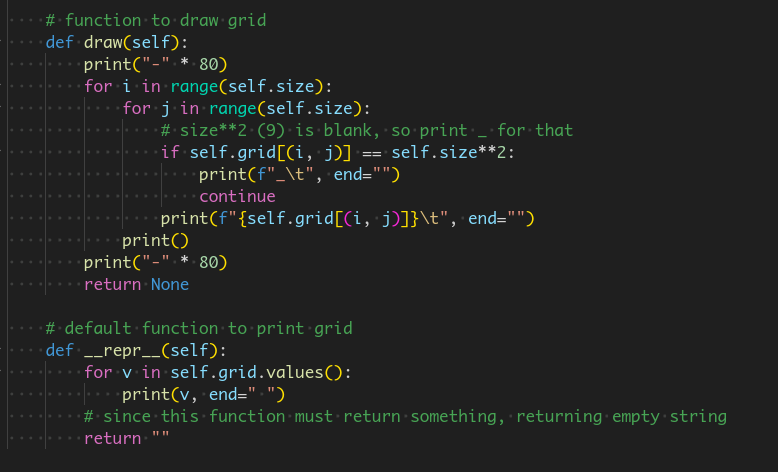 # function to draw grid
def draw(self):
print("-" * 80)
for i in range(self.size):
for j in range(self.size):
# size**2 (9) is blank, so print _ for that
if self.grid[(i, j)] == self.size**2:
print(f"_\t", end="")
continue
print(f"{self.grid[(i, j)]}\t", end="")
print()
print("-" * 80)
return None
# default function to print grid
def __repr__(self):
for v in self.grid.values():
print(v, end=" ")
# since this function must return something, returning empty string
return ""